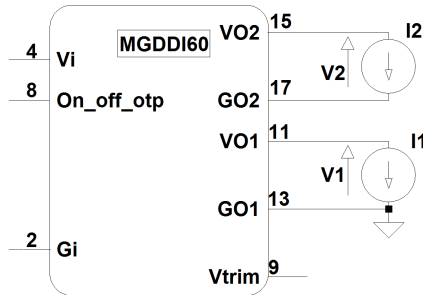 15
VO2
I2
MGDDI60
4
Vi
V2
8
On_off_otp
GO2
17
11
VO1
I1
V1
13
GO1
2
Gi
9
Vtrim